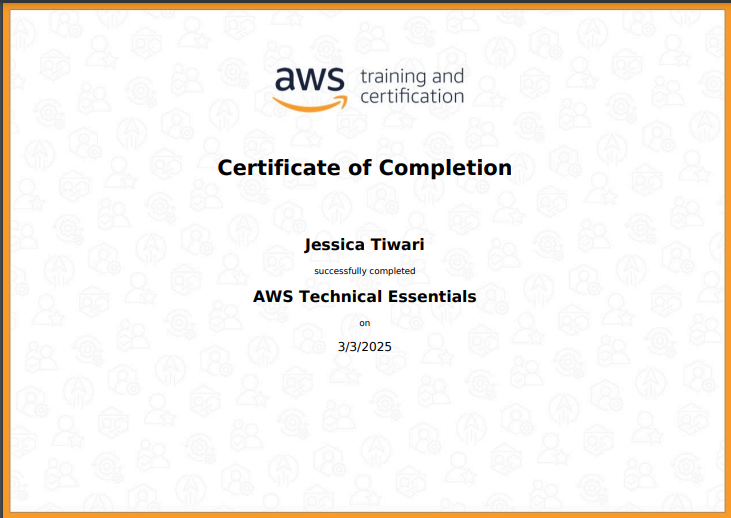 aws training and
certification
Certificate of Completion
Jessica Tiwari
successfully completed
AWS Technical Essentials
on
3/3/2025